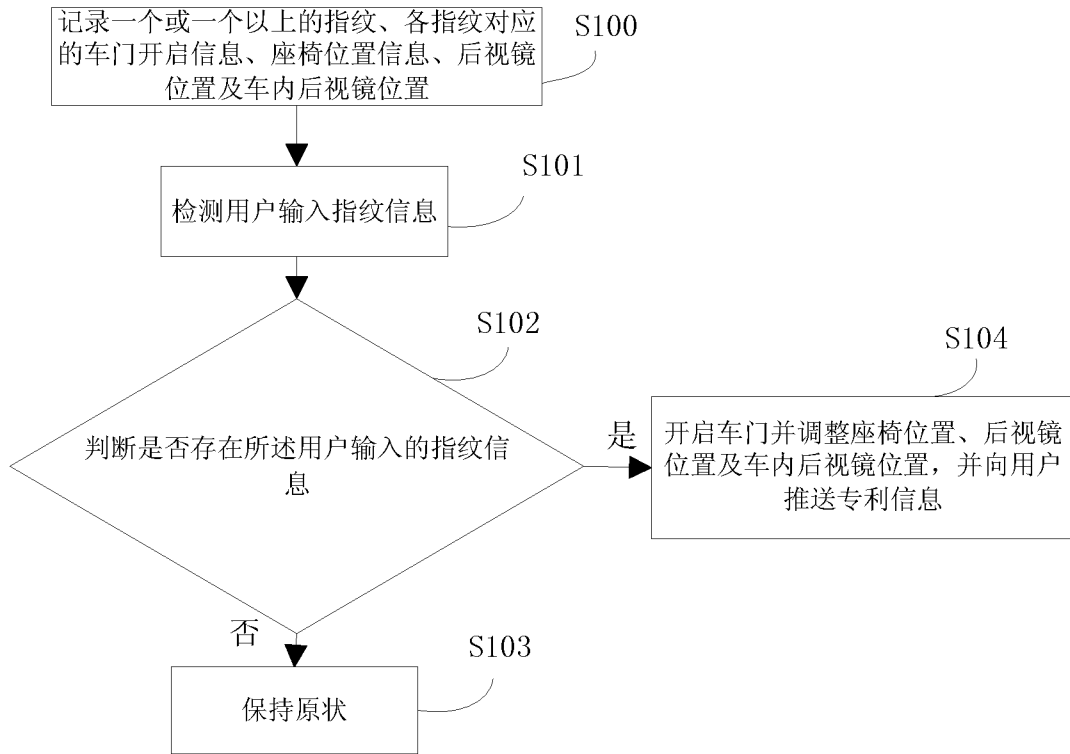 记录一个或一个以上的指纹、各指纹对应
的车门开启信息、座椅位置信息、后视镜
位置及车内后视镜位置
S100
S101
检测用户输入指纹信息
S102
判断是否存在所述用户输入的指纹信
息
S104
是
开启车门并调整座椅位置、后视镜
位置及车内后视镜位置，并向用户
推送专利信息
否
S103
保持原状